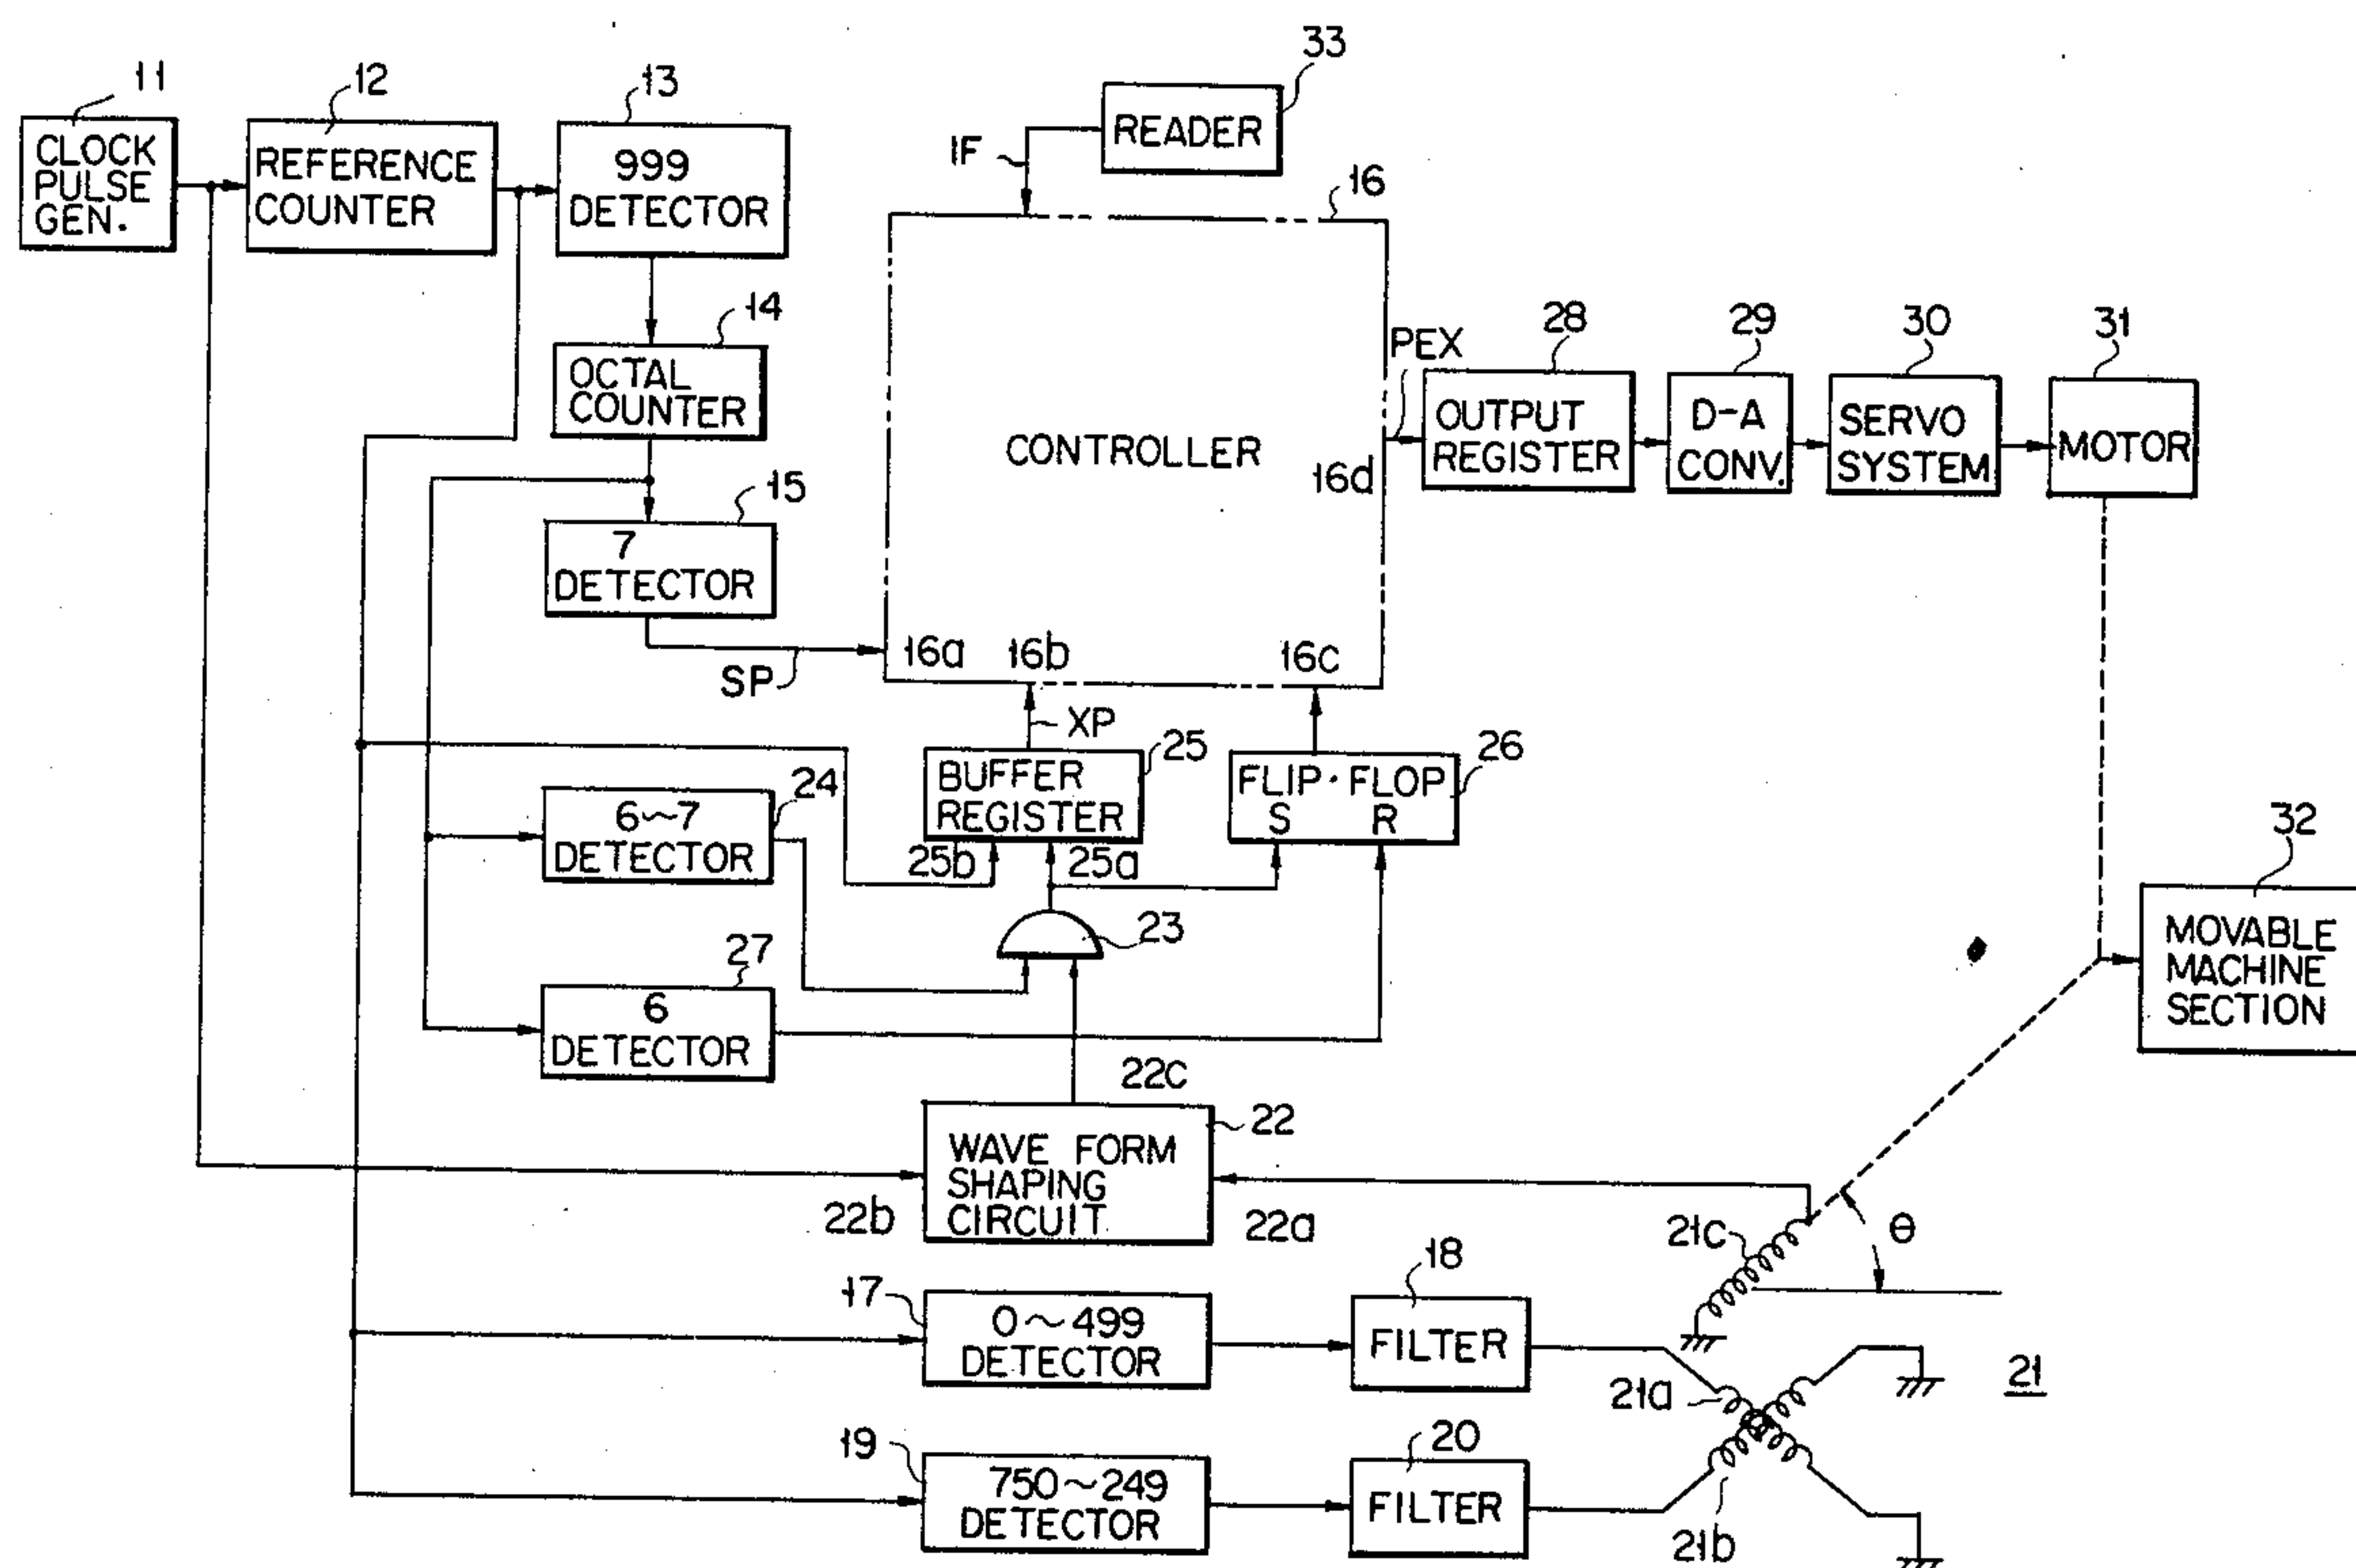 11
CLOCK
PULSE
GEN.
12
REFERENCE
COUNTER
13
999
DETECTOR
33
READER
IF
16
14
OCTAL
COUNTER
15
7
DETECTOR
SP
CONTROLLER
16a
16b
16c
16d
PEX
28
OUTPUT
REGISTER
29
D-A
CONV.
30
SERVO
SYSTEM
31
MOTOR
XP
25
BUFFER
REGISTER
25b
25a
26
FLIP·FLOP
S R
24
6~7
DETECTOR
23
27
6
DETECTOR
32
MOVABLE
MACHINE
SECTION
22c
22
WAVE FORM
SHAPING
CIRCUIT
22b
22a
21c
θ
17
0~499
DETECTOR
18
FILTER
21a
21
19
750~249
DETECTOR
20
FILTER
21b